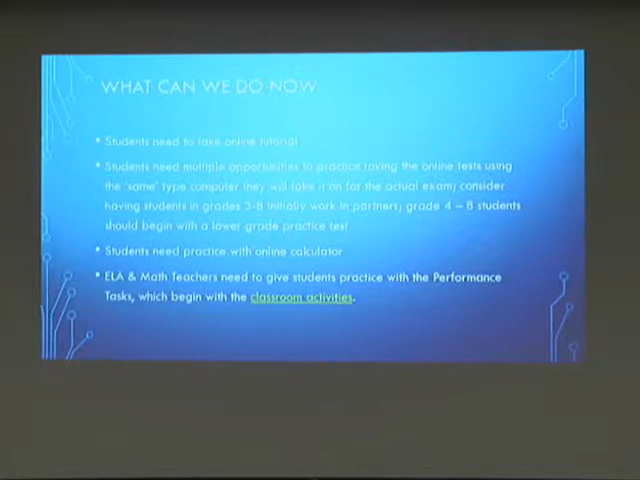 WHAT CAN WE DO NOW
• Students need to take online tutorial
• Students need multiple opportunities to practice taking the online tests using
the 'same' type computer they will take it on for the actual exam; consider
having students in grades 3-8 initially work in partners; grade 4 – 8 students
should begin with a lower grade practice test
• Students need practice with online calculator
• ELA & Math Teachers need to give students practice with the Performance
Tasks, which begin with the classroom activities.